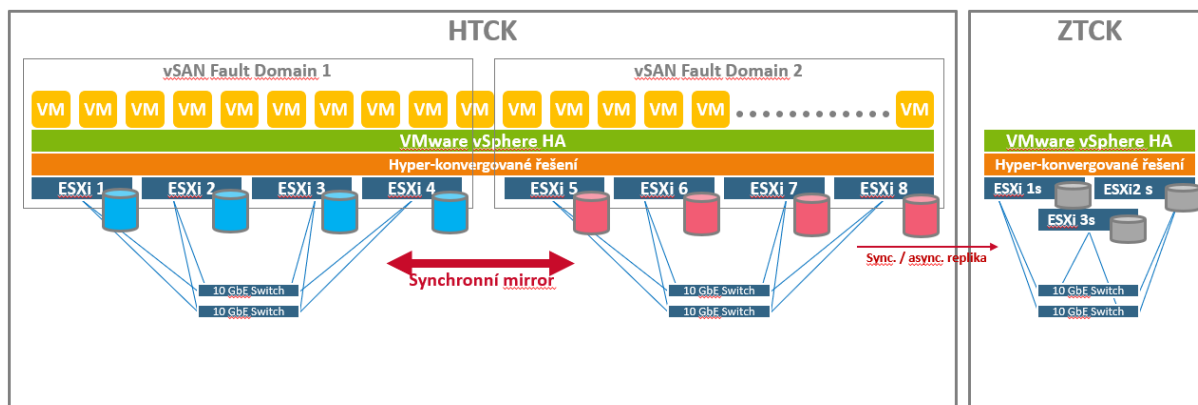 HTCK
ZTCK
vSAN Fault Domain 1
vSAN Fault Domain 2
VM VM VM VM VM VM VM VM VM VM VM VM VM VM VM VM
VMware vSphere HA
Hyper-konvergované řešení
ESXi 1 ESXi 2 ESXi 3 ESXi 4 ESXi 5 ESXi 6 ESXi 7 ESXi 8
Synchronní mirror
10 GbE Switch
10 GbE Switch
10 GbE Switch
10 GbE Switch
Sync. / async. replika
VMware vSphere HA
Hyper-konvergované řešení
ESXi 1s ESXi2 s
ESXi 3s
10 GbE Switch
10 GbE Switch